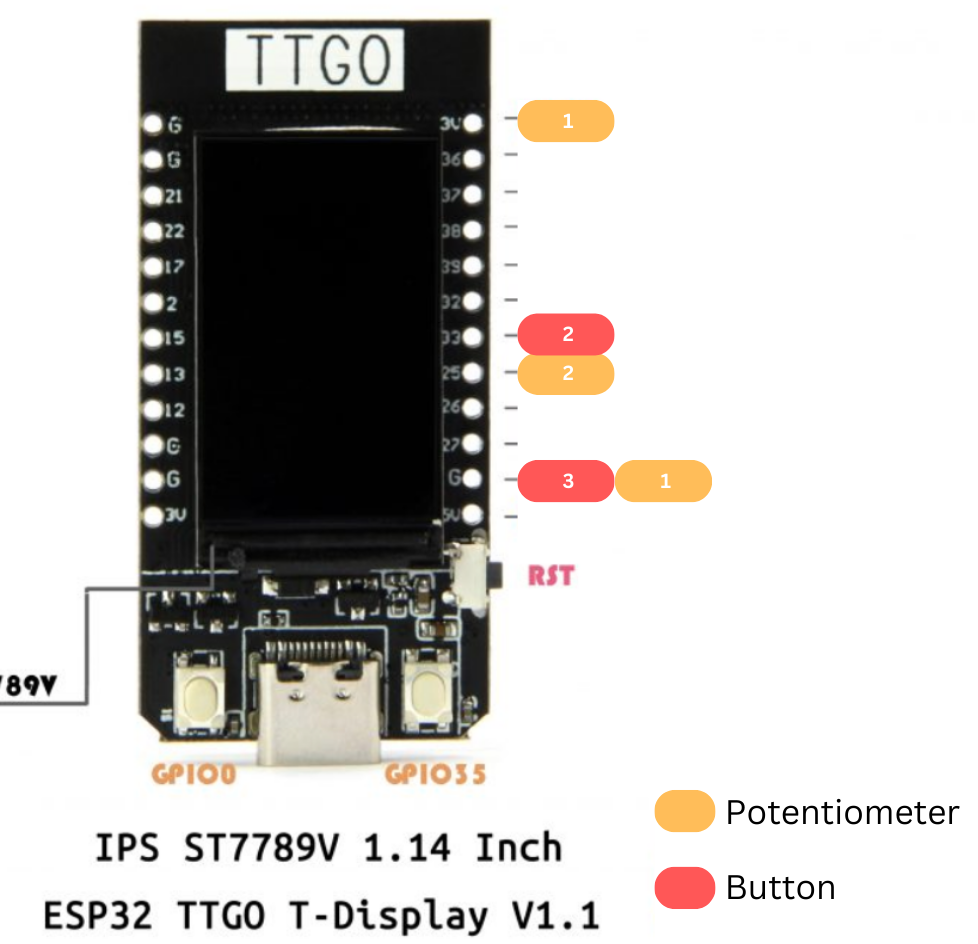 TTGO
G 3V 1
G 36
21 37
22 38
17 39
2 32
15 33 2
13 25 2
12 26
G 27
G G 3 1
3V 5V
RST
789V
GPIO0 GPIO35
Potentiometer
IPS ST7789V 1.14 Inch
Button
ESP32 TTGO T-Display V1.1